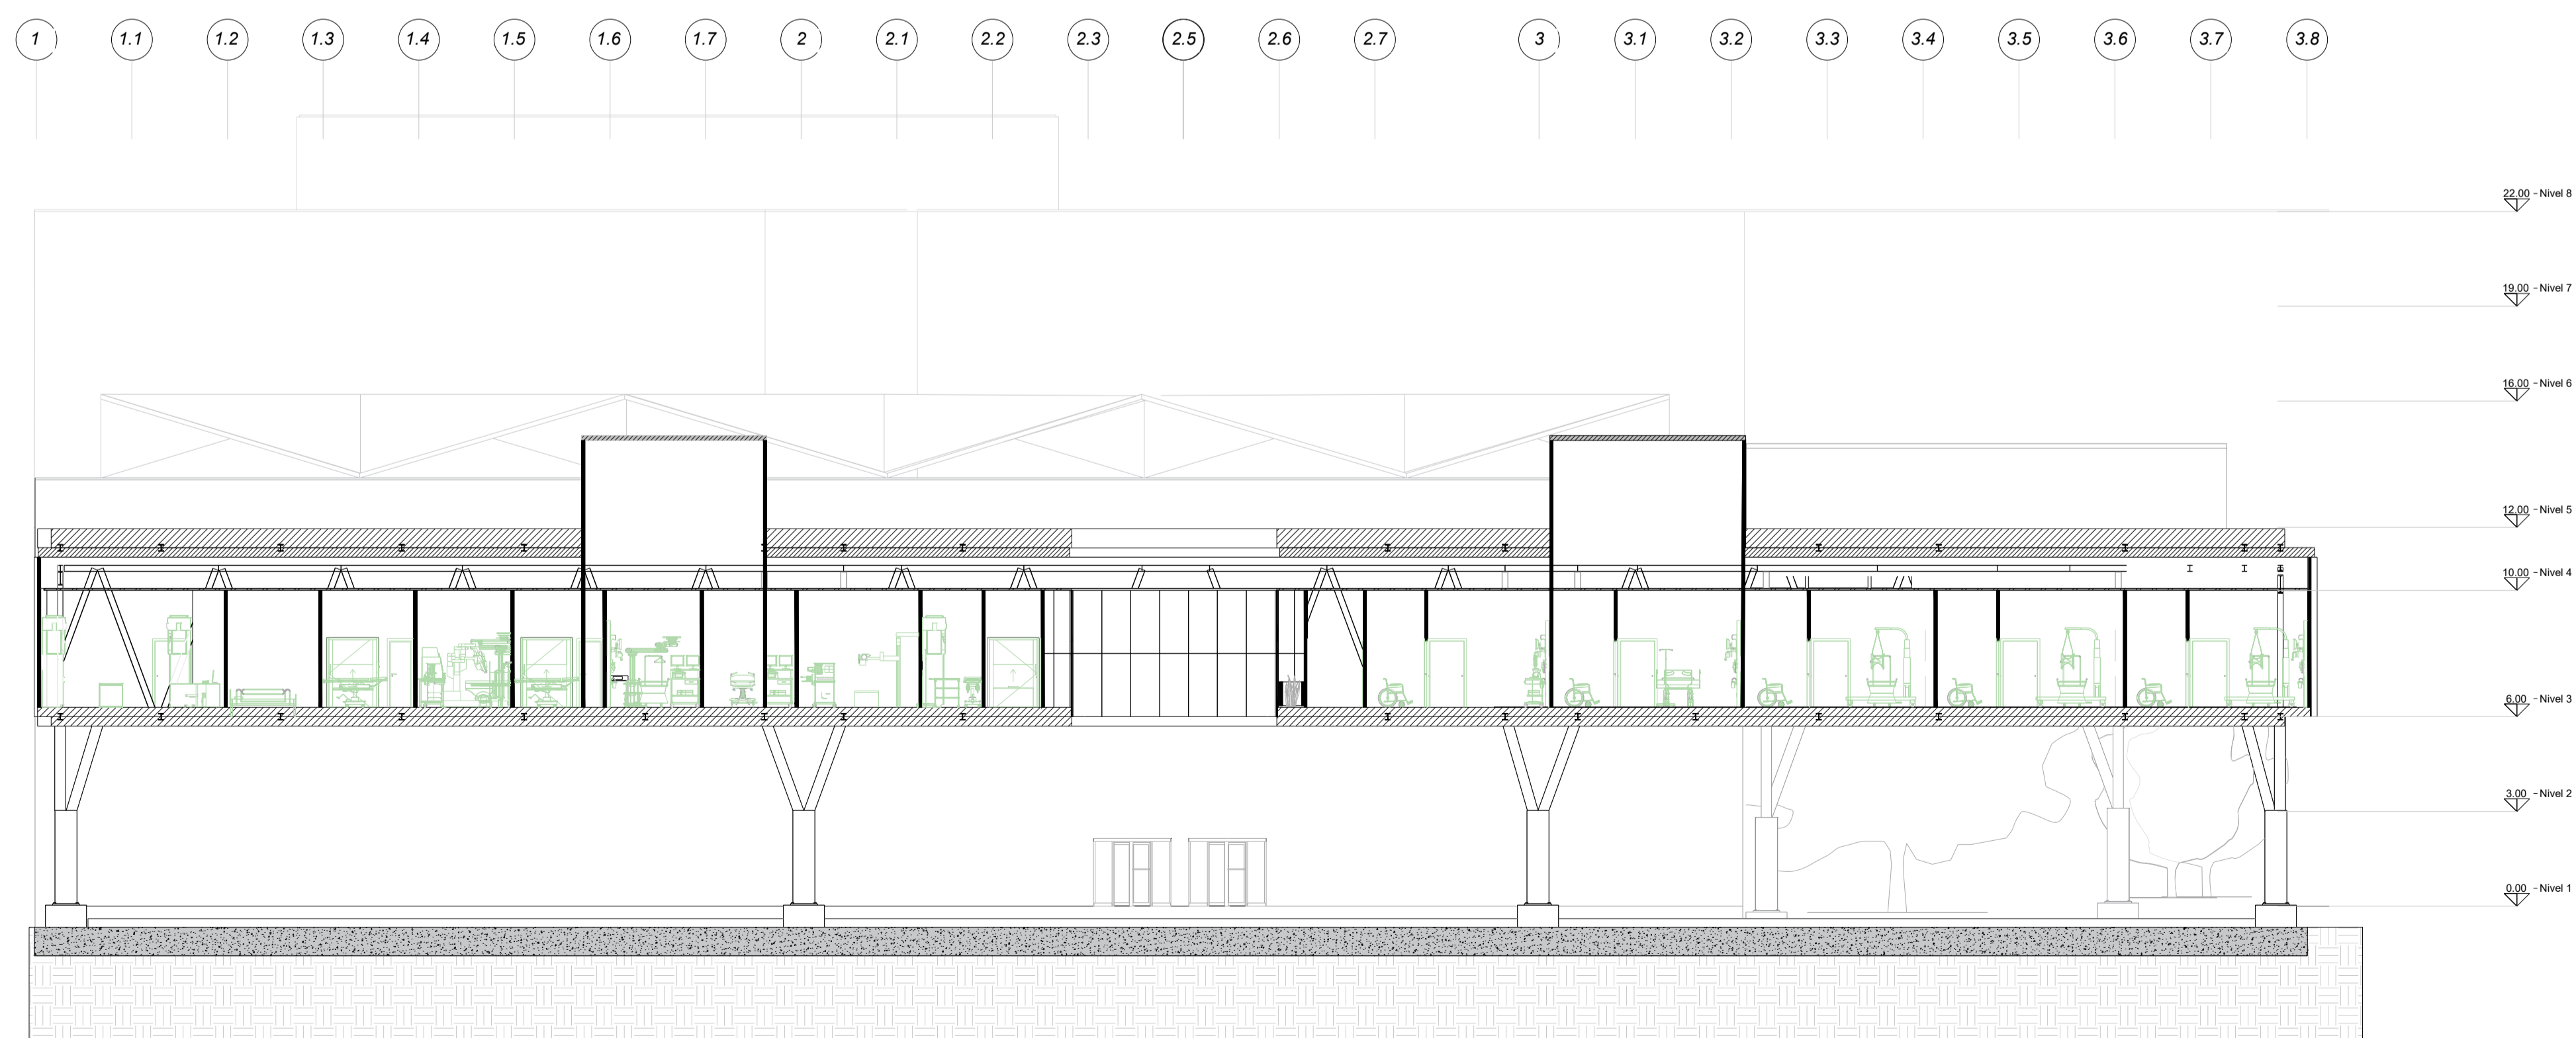 1 1.1 1.2 1.3 1.4 1.5 1.6 1.7 2 2.1 2.2 2.3 2.5 2.6 2.7 3 3.1 3.2 3.3 3.4 3.5 3.6 3.7 3.8
22.00 - Nivel 8
19.00 - Nivel 7
16.00 - Nivel 6
12.00 - Nivel 5
10.00 - Nivel 4
6.00 - Nivel 3
3.00 - Nivel 2
0.00 - Nivel 1